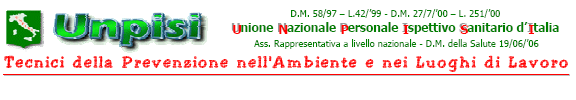 Unpisi
D.M. 58/97 – L.42/'99 - D.M. 27/7/'00 – L. 251/'00
Unione Nazionale Personale Ispettivo Sanitario d'Italia
Ass. Rappresentativa a livello nazionale - D.M. della Salute 19/06/'06
Tecnici della Prevenzione nell'Ambiente e nei Luoghi di Lavoro